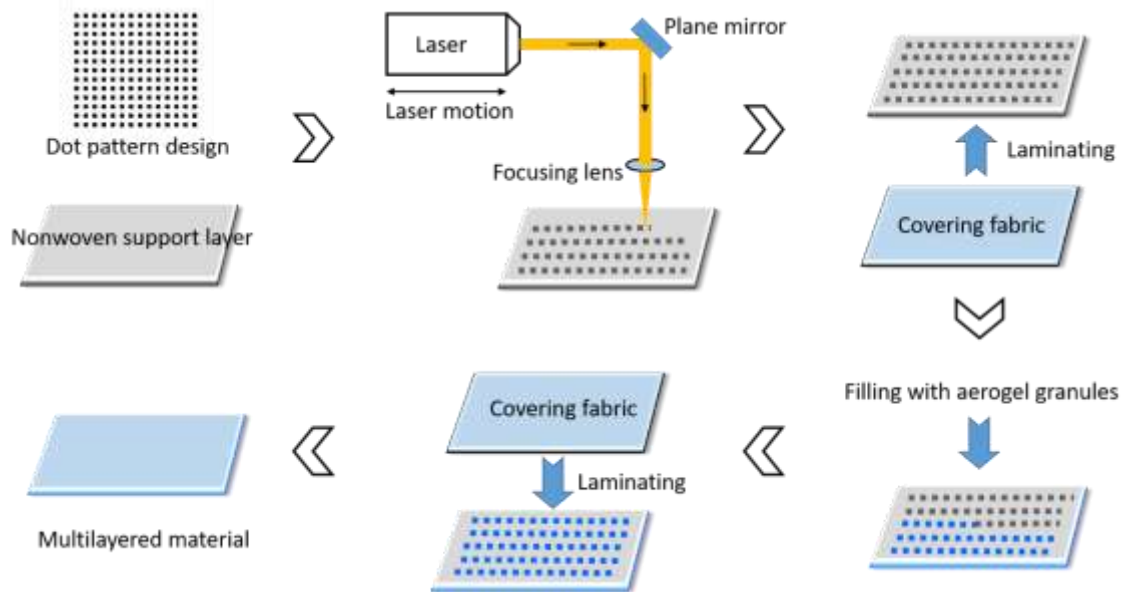 Dot pattern design
Nonwoven support layer
Laser
Laser motion
Plane mirror
Focusing lens
Laminating
Covering fabric
Filling with aerogel granules
Covering fabric
Laminating
Multilayered material